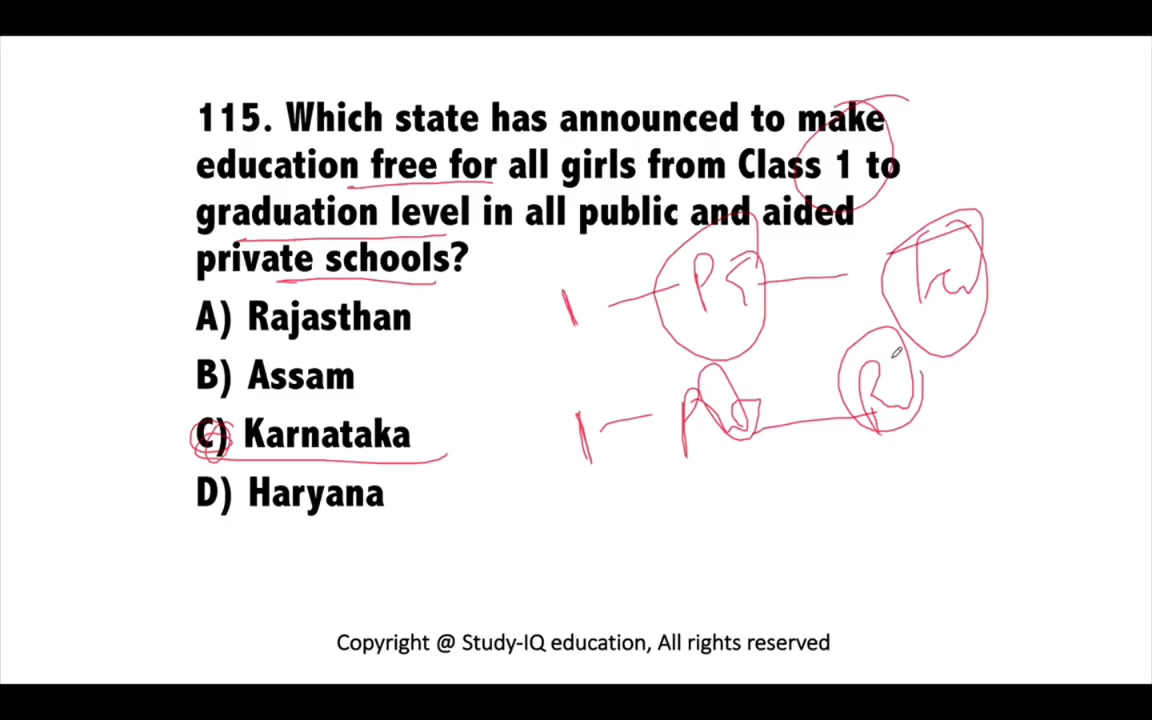 115. Which state has announced to make
education free for all girls from Class 1 to
graduation level in all public and aided
private schools?
A) Rajasthan
B) Assam
C) Karnataka
D) Haryana
Copyright @ Study-IQ education, All rights reserved